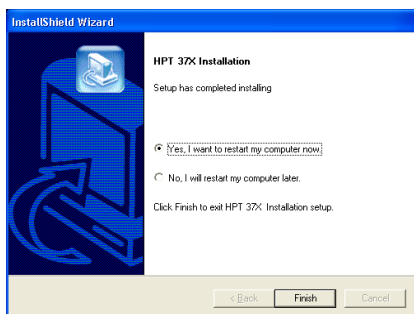 InstallShield Wizard
HPT 37X Installation
Setup has completed installing
Yes, I want to restart my computer now.
No, I will restart my computer later.
Click Finish to exit HPT 37X Installation setup.
< Back Finish Cancel